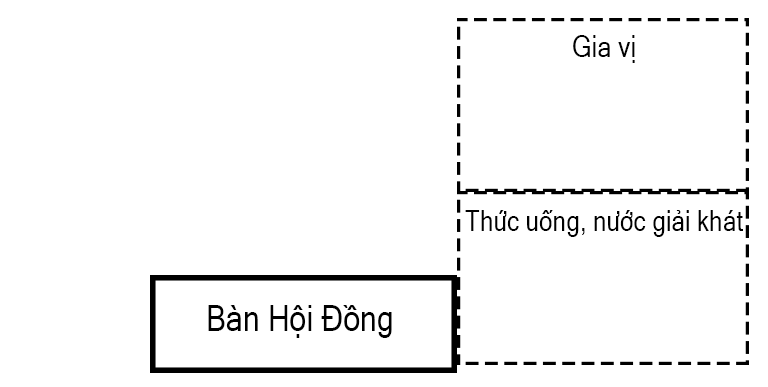 Gia vị
Thức uống, nước giải khát
Bàn Hội Đồng